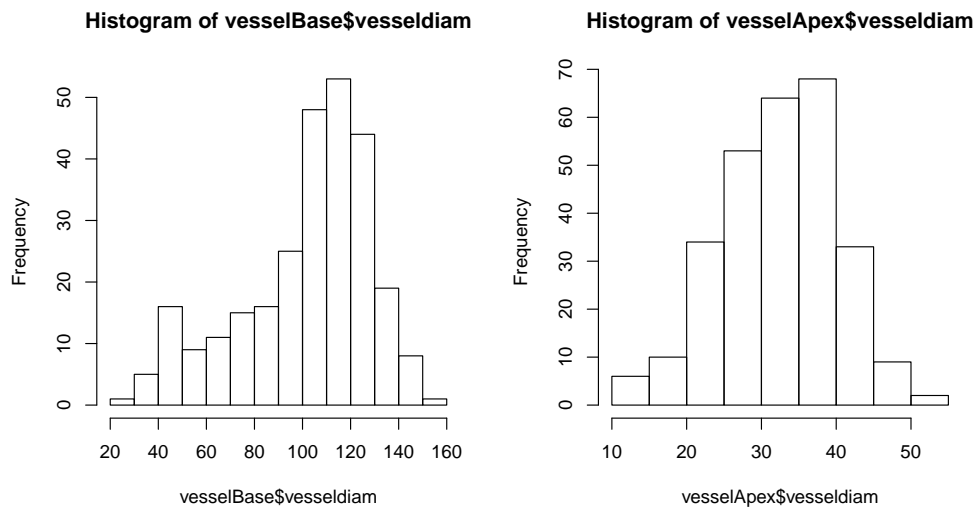 Histogram of vesselBase$vesseldiam
Frequency
0
10
20
30
40
50
20 40 60 80 100 120 140 160
vesselBase$vesseldiam
Histogram of vesselApex$vesseldiam
Frequency
0
10
20
30
40
50
60
70
10 20 30 40 50
vesselApex$vesseldiam